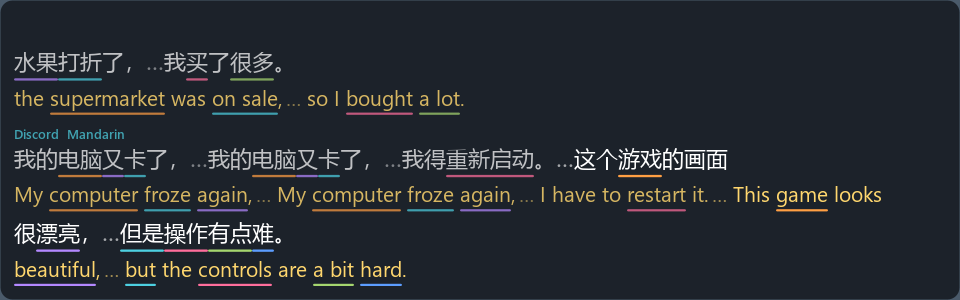 水果打折了，…我买了很多。
the supermarket was on sale, … so I bought a lot.
Discord Mandarin
我的电脑又卡了，…我的电脑又卡了，…我得重新启动。…这个游戏的画面
My computer froze again, … My computer froze again, … I have to restart it. … This game looks
很漂亮，…但是操作有点难。
beautiful, … but the controls are a bit hard.